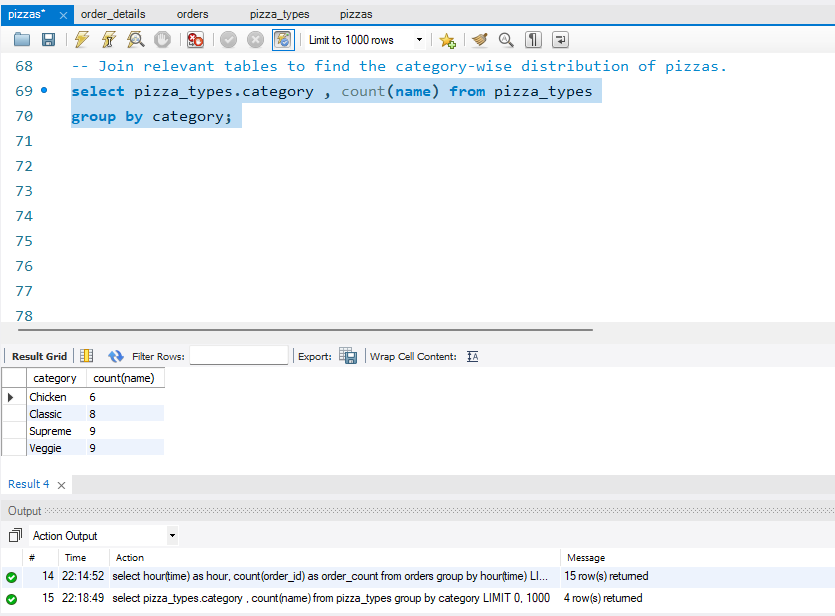 pizzas* × order_details orders pizza_types pizzas
Limit to 1000 rows
68 -- Join relevant tables to find the category-wise distribution of pizzas.
69 select pizza_types.category , count(name) from pizza_types
70 group by category;
71
72
73
74
75
76
77
78
Result Grid Filter Rows: Export: Wrap Cell Content: IA
category count(name)
Chicken 6
Classic 8
Supreme 9
Veggie 9
Result 4 ×
Output
Action Output
# Time Action Message
14 22:14:52 select hour(time) as hour, count(order_id) as order_count from orders group by hour(time) LI... 15 row(s) returned
15 22:18:49 select pizza_types.category , count(name) from pizza_types group by category LIMIT 0, 1000 4 row(s) returned